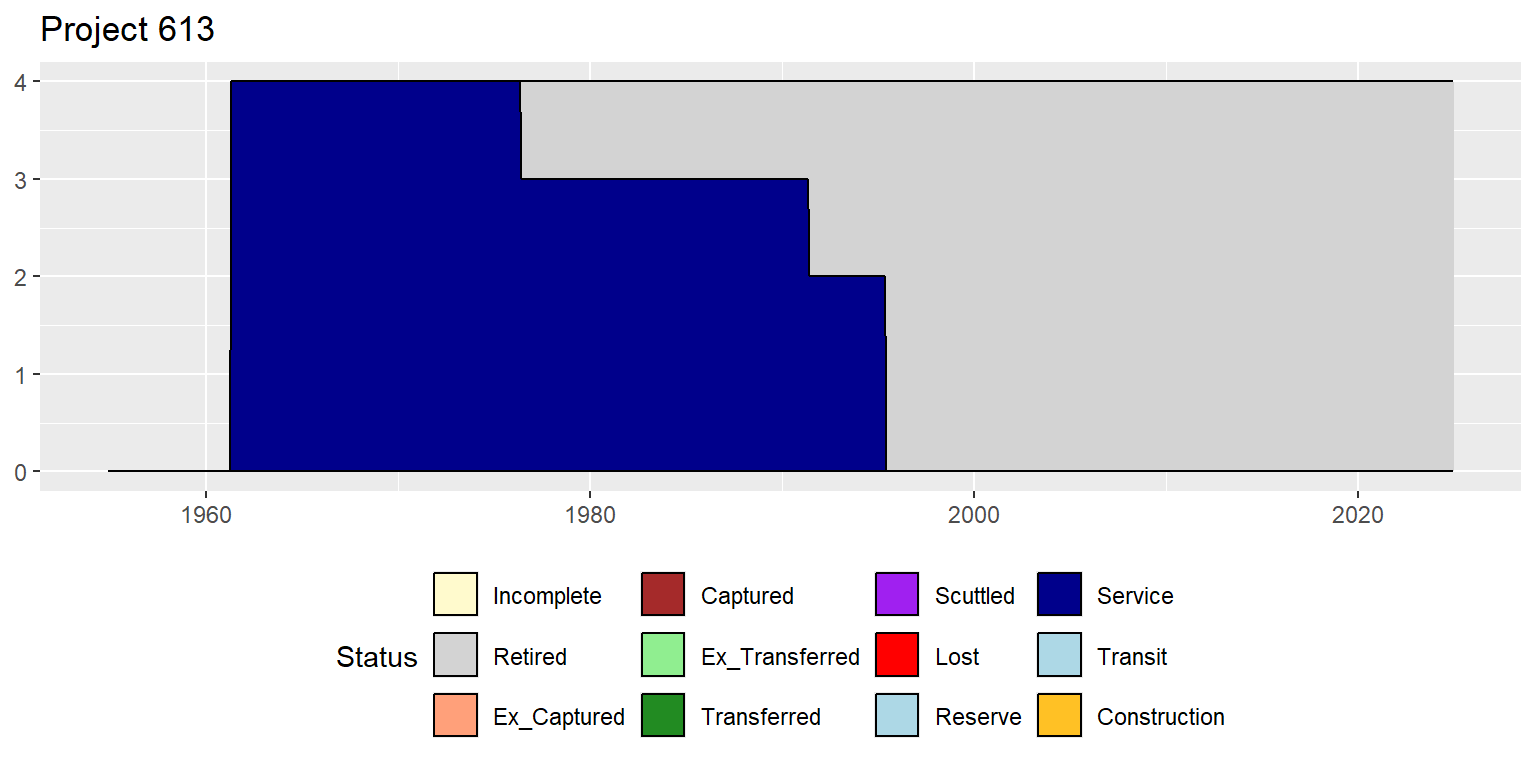 Project 613
4
3
2
1
0
1960 1980 2000 2020
Incomplete Captured Scuttled Service
Status Retired Ex_Transferred Lost Transit
Ex_Captured Transferred Reserve Construction